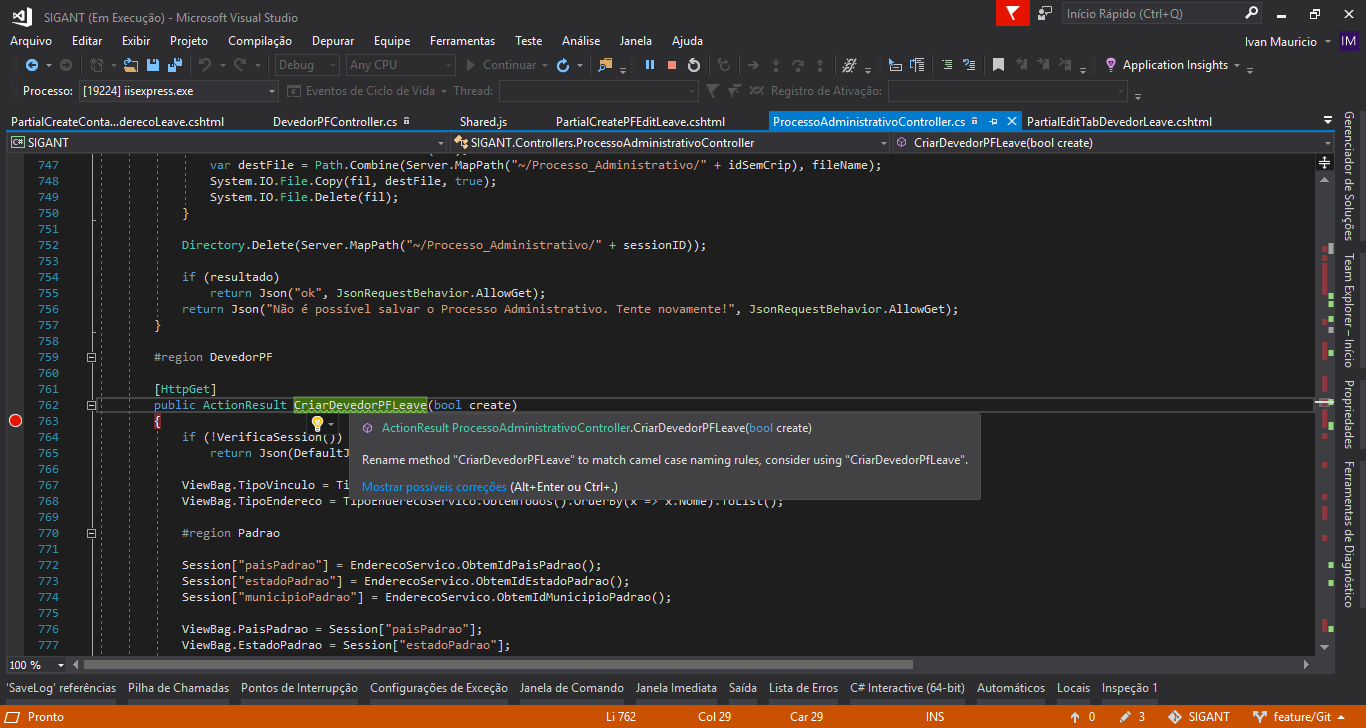 SIGANT (Em Execução) - Microsoft Visual Studio
Início Rápido (Ctrl+Q)
Arquivo Editar Exibir Projeto Compilação Depurar Equipe Ferramentas Teste Análise Janela Ajuda
Ivan Mauricio IM
Debug Any CPU Continuar Application Insights
Processo: [19224] iisexpress.exe Eventos de Ciclo de Vida Thread: Registro de Ativação:
PartialCreateConta...derecoLeave.cshtml DevedorPFController.cs Shared.js PartialCreatePFEditLeave.cshtml ProcessoAdministrativoController.cs PartialEditTabDevedorLeave.cshtml
C# SIGANT SIGANT.Controllers.ProcessoAdministrativoController CriarDevedorPFLeave(bool create)
747 var destFile = Path.Combine(Server.MapPath("~/Processo_Administrativo/" + idSemCrip), fileName);
748 System.IO.File.Copy(fil, destFile, true);
749 System.IO.File.Delete(fil);
750 }
751
752 Directory.Delete(Server.MapPath("~/Processo_Administrativo/" + sessionID));
753
754 if (resultado)
755 return Json("ok", JsonRequestBehavior.AllowGet);
756 return Json("Não é possível salvar o Processo Administrativo. Tente novamente!", JsonRequestBehavior.AllowGet);
757 }
758
759 #region DevedorPF
760
761 [HttpGet]
762 public ActionResult CriarDevedorPFLeave(bool create)
763 {
764 if (!VerificaSession())
765 return Json(DefaultJ
766
767 ViewBag.TipoVinculo = Ti
768 ViewBag.TipoEndereco = TipoEnderecoServico.ObtemTodos().OrderBy(x => x.Nome).ToList();
ActionResult ProcessoAdministrativoController.CriarDevedorPFLeave(bool create)
Rename method "CriarDevedorPFLeave" to match camel case naming rules, consider using "CriarDevedorPfLeave".
Mostrar possíveis correções (Alt+Enter ou Ctrl+.)
769
770 #region Padrao
771
772 Session["paisPadrao"] = EnderecoServico.ObtemIdPaisPadrao();
773 Session["estadoPadrao"] = EnderecoServico.ObtemIdEstadoPadrao();
774 Session["municipioPadrao"] = EnderecoServico.ObtemIdMunicipioPadrao();
775
776 ViewBag.PaisPadrao = Session["paisPadrao"];
777 ViewBag.EstadoPadrao = Session["estadoPadrao"];
Gerenciador de Soluções
Team Explorer – Início
Propriedades
Ferramentas de Diagnóstico
100 %
'SaveLog' referências Pilha de Chamadas Pontos de Interrupção Configurações de Exceção Janela de Comando Janela Imediata Saída Lista de Erros C# Interactive (64-bit) Automáticos Locais Inspeção 1
Pronto Li 762 Col 29 Car 29 INS 0 3 SIGANT feature/Git